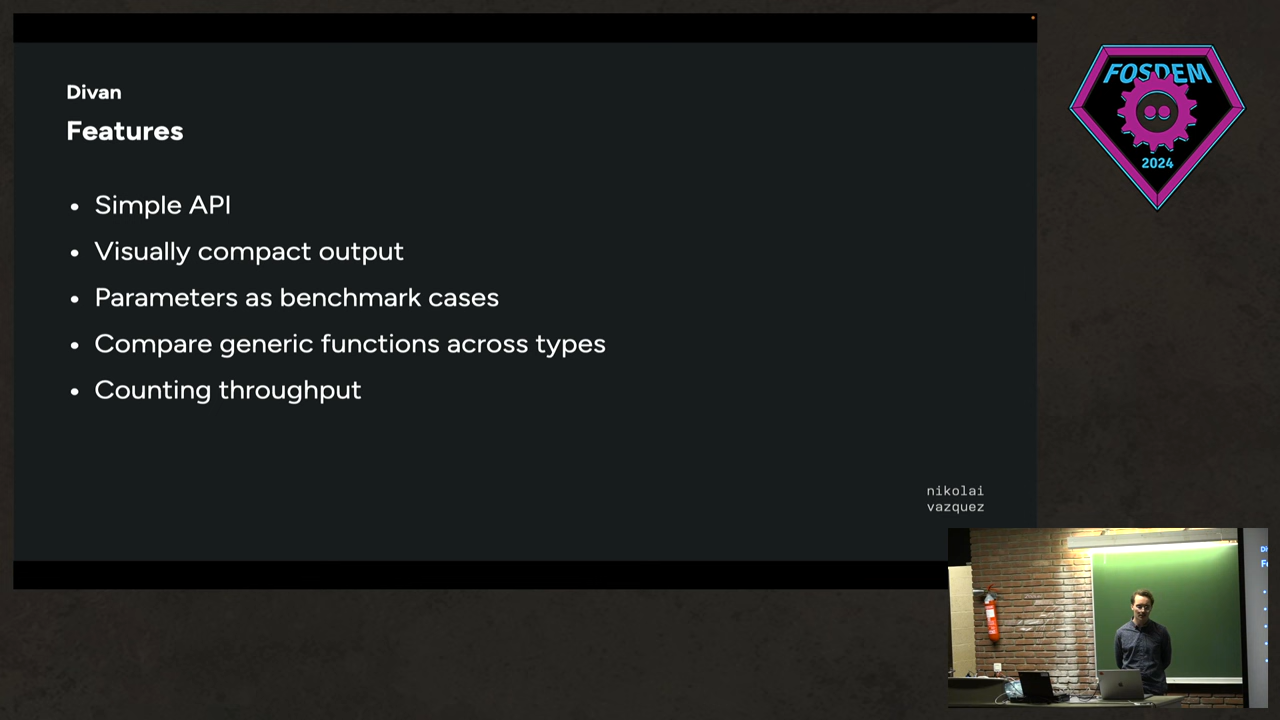 Divan
Features
• Simple API
• Visually compact output
• Parameters as benchmark cases
• Compare generic functions across types
• Counting throughput
nikolai
vazquez
FOSDEM
2024